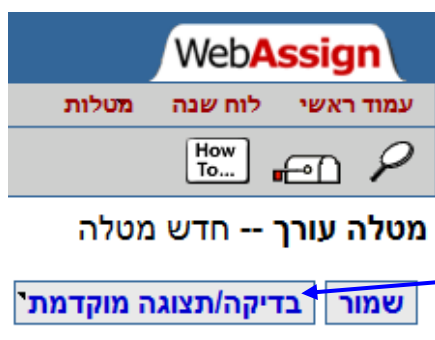 WebAssign
עמוד ראשי לוח שנה מטלות
How
To...
מטלה עורך -- חדש מטלה
שמור בדיקה/תצוגה מוקדמת